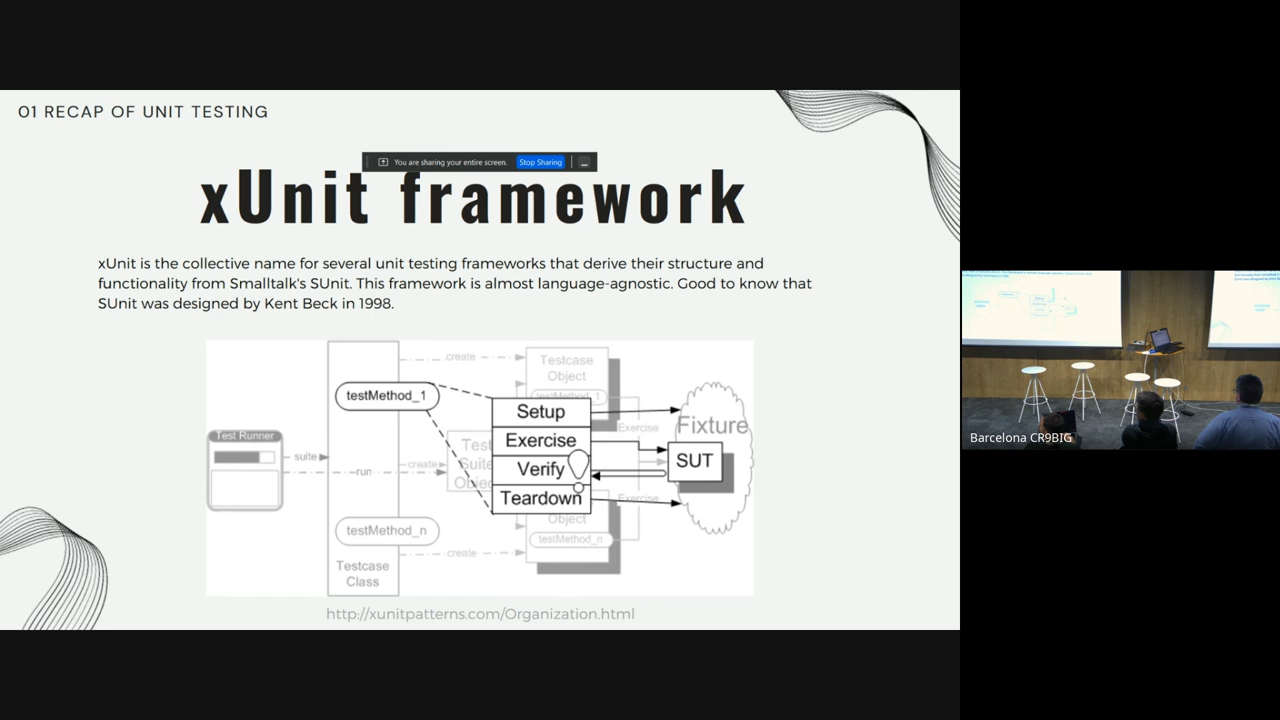 01 RECAP OF UNIT TESTING
You are sharing your entire screen.
Stop Sharing
xUnit framework
xUnit is the collective name for several unit testing frameworks that derive their structure and
functionality from Smalltalk's SUnit. This framework is almost language-agnostic. Good to know that
SUnit was designed by Kent Beck in 1998.
create
Testcase
Object
testMethod_1
testMethod_1
Setup
Exercise
Fixture
Test Runner
suite
Exercise
Test
Suite
Object
SUT
run
create
Verify
Teardown
Exercise
Object
testMethod_n
testMethod_n
create
Testcase
Class
http://xunitpatterns.com/Organization.html
Barcelona CR9BIG